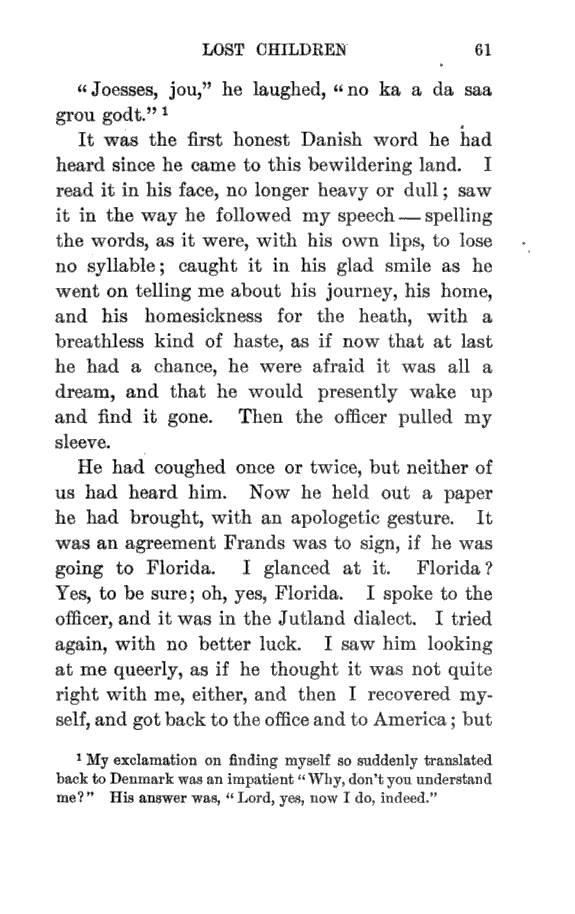 LOST CHILDREN 61
“Joesses, jou,” he laughed, “no ka a da saa
grou godt.” 1
It was the first honest Danish word he had
heard since he came to this bewildering land. I
read it in his face, no longer heavy or dull; saw
it in the way he followed my speech — spelling
the words, as it were, with his own lips, to lose
no syllable; caught it in his glad smile as he
went on telling me about his journey, his home,
and his homesickness for the heath, with a
breathless kind of haste, as if now that at last
he had a chance, he were afraid it was all a
dream, and that he would presently wake up
and find it gone. Then the officer pulled my
sleeve.
He had coughed once or twice, but neither of
us had heard him. Now he held out a paper
he had brought, with an apologetic gesture. It
was an agreement Frands was to sign, if he was
going to Florida. I glanced at it. Florida?
Yes, to be sure; oh, yes, Florida. I spoke to the
officer, and it was in the Jutland dialect. I tried
again, with no better luck. I saw him looking
at me queerly, as if he thought it was not quite
right with me, either, and then I recovered my-
self, and got back to the office and to America; but
1 My exclamation on finding myself so suddenly translated
back to Denmark was an impatient “Why, don’t you understand
me?” His answer was, “Lord, yes, now I do, indeed.”